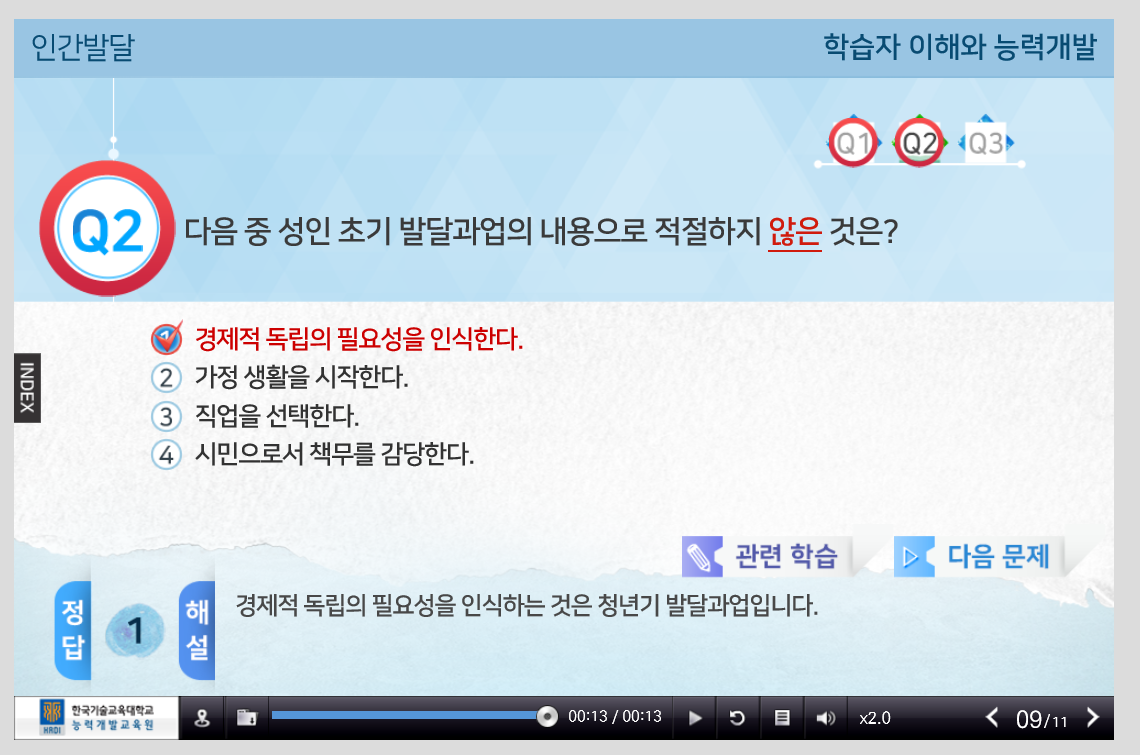 인간발달
학습자 이해와 능력개발
Q1 Q2 Q3
Q2 다음 중 성인 초기 발달과업의 내용으로 적절하지 않은 것은?
경제적 독립의 필요성을 인식한다.
2 가정 생활을 시작한다.
3 직업을 선택한다.
4 시민으로서 책무를 감당한다.
INDEX
관련 학습
다음 문제
정답 1
해설 경제적 독립의 필요성을 인식하는 것은 청년기 발달과업입니다.
한국기술교육대학교
능력개발교육원
HRDI
00:13 / 00:13
x2.0
09/11